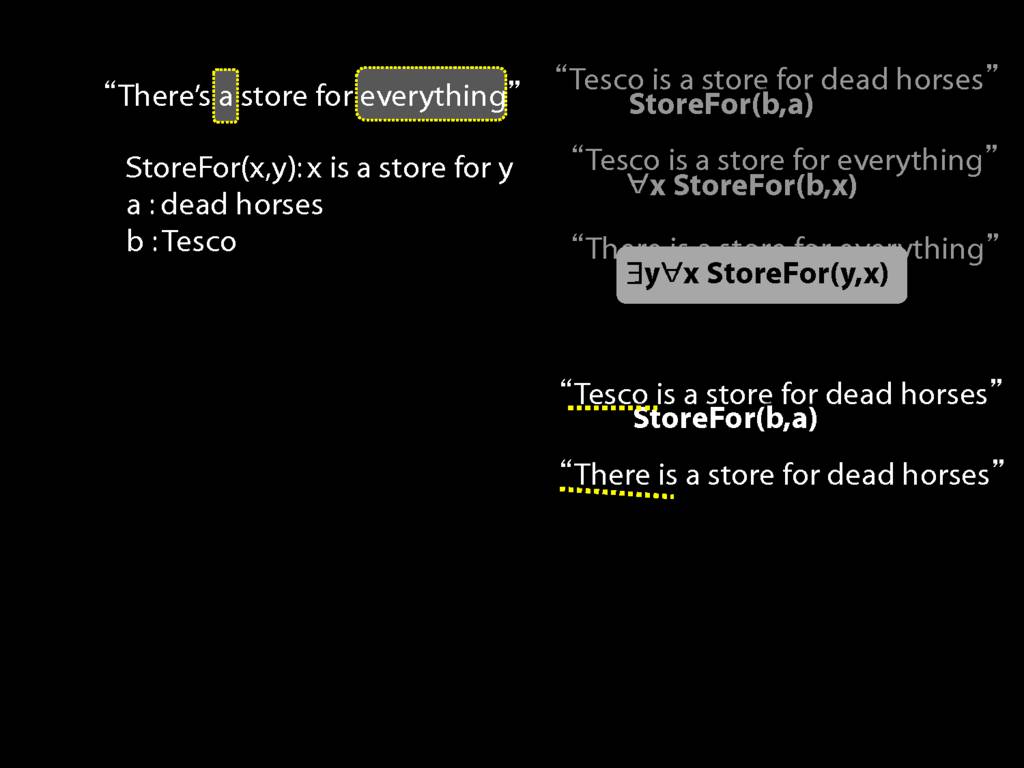 “There’s a store for everything”
StoreFor(x,y): x is a store for y
a : dead horses
b : Tesco
“Tesco is a store for dead horses”
StoreFor(b,a)
“Tesco is a store for everything”
∀x StoreFor(b,x)
“There is a store for everything”
∃y∀x StoreFor(y,x)
“Tesco is a store for dead horses”
StoreFor(b,a)
“There is a store for dead horses”